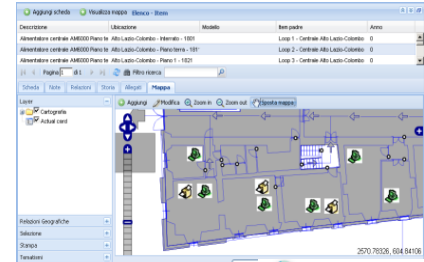 Aggiungi scheda Visualizza mappa Elenco - Item
Descrizione Ubicazione Modello Item padre Anno
Alimentatore centrale AM6000 Piano te Alto Lazio-Colombo - Interrato - 1801 Loop 1 - Centrale Alto Lazio-Colombo 0
Alimentatore centrale AM6000 Piano te Alto Lazio-Colombo - Piano terra - 181 Loop 2 - Centrale Alto Lazio-Colombo 0
Alimentatore centrale AM6000 Piano te Alto Lazio-Colombo - Piano 1 - 1821 Loop 3 - Centrale Alto Lazio-Colombo 0
Pagina 1 di 1 Filtro ricerca
Scheda Note Relazioni Storia Allegati Mappa
Layer
Aggiungi Modifica Zoom in Zoom out Sposta mappa
Cartografie
Actual card
Relazioni Geografiche
Selezione
Stampa
Tematismi
2570.78326, 604.84106